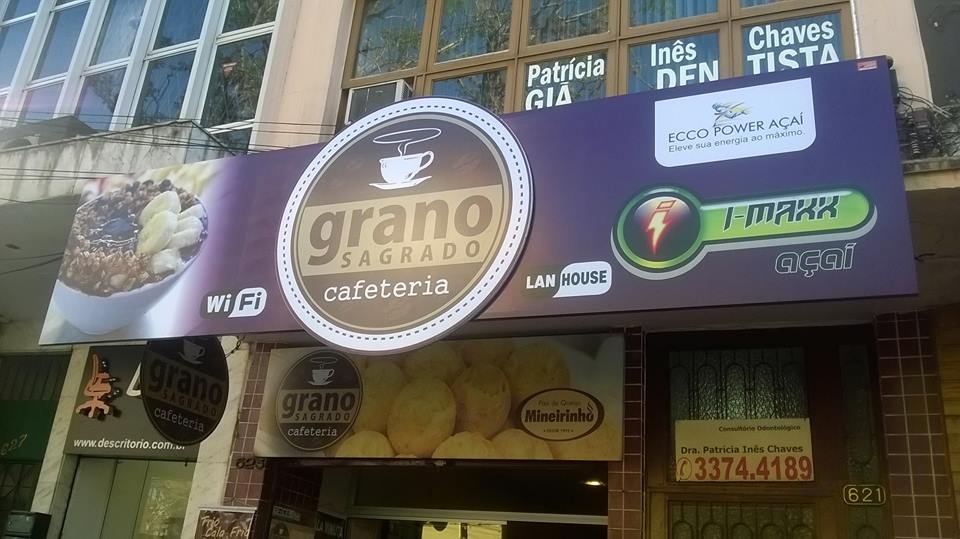 Patrícia
GIA
Inês
DEN
Chaves
TISTA
ECCO POWER AÇAÍ
Eleve sua energia ao máximo.
i
I-MAXX
açaí
grano
SAGRADO
cafeteria
Wi Fi
LAN HOUSE
grano
SAGRADO
cafeteria
www.descritorio.com.br
627
grano
SAGRADO
cafeteria
Pão de Queijo
Mineirinho
Consultório Odontológico
Dra. Patrícia Inês Chaves
3374.4189
621
623